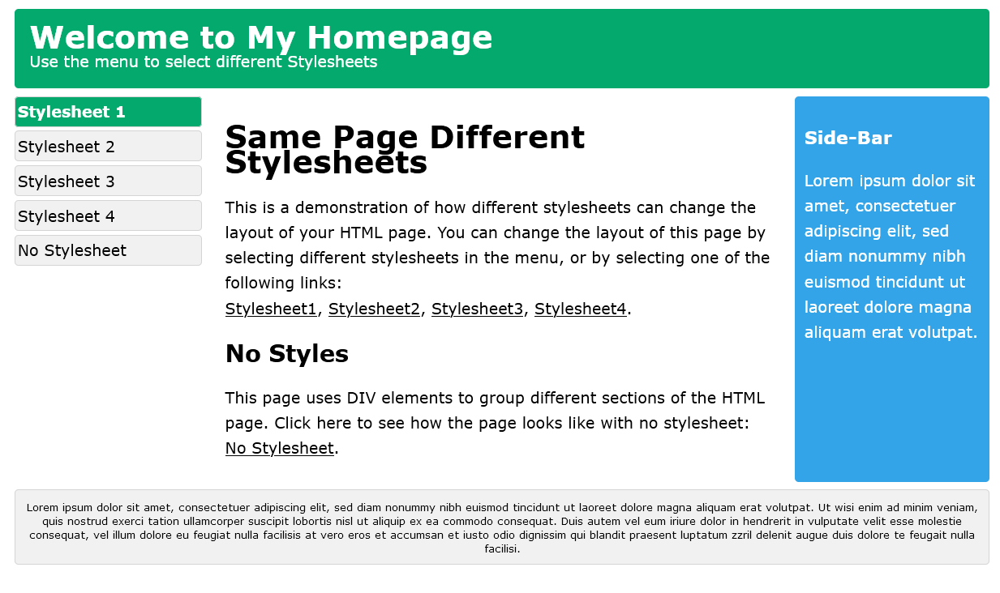 Welcome to My Homepage
Use the menu to select different Stylesheets
Stylesheet 1
Stylesheet 2
Stylesheet 3
Stylesheet 4
No Stylesheet
Same Page Different
Stylesheets
This is a demonstration of how different stylesheets can change the
layout of your HTML page. You can change the layout of this page by
selecting different stylesheets in the menu, or by selecting one of the
following links:
Stylesheet1, Stylesheet2, Stylesheet3, Stylesheet4.
No Styles
This page uses DIV elements to group different sections of the HTML
page. Click here to see how the page looks like with no stylesheet:
No Stylesheet.
Side-Bar
Lorem ipsum dolor sit
amet, consectetuer
adipiscing elit, sed
diam nonummy nibh
euismod tincidunt ut
laoreet dolore magna
aliquam erat volutpat.
Lorem ipsum dolor sit amet, consectetuer adipiscing elit, sed diam nonummy nibh euismod tincidunt ut laoreet dolore magna aliquam erat volutpat. Ut wisi enim ad minim veniam,
quis nostrud exerci tation ullamcorper suscipit lobortis nisl ut aliquip ex ea commodo consequat. Duis autem vel eum iriure dolor in hendrerit in vulputate velit esse molestie
consequat, vel illum dolore eu feugiat nulla facilisis at vero eros et accumsan et iusto odio dignissim qui blandit praesent luptatum zzril delenit augue duis dolore te feugait nulla
facilisi.